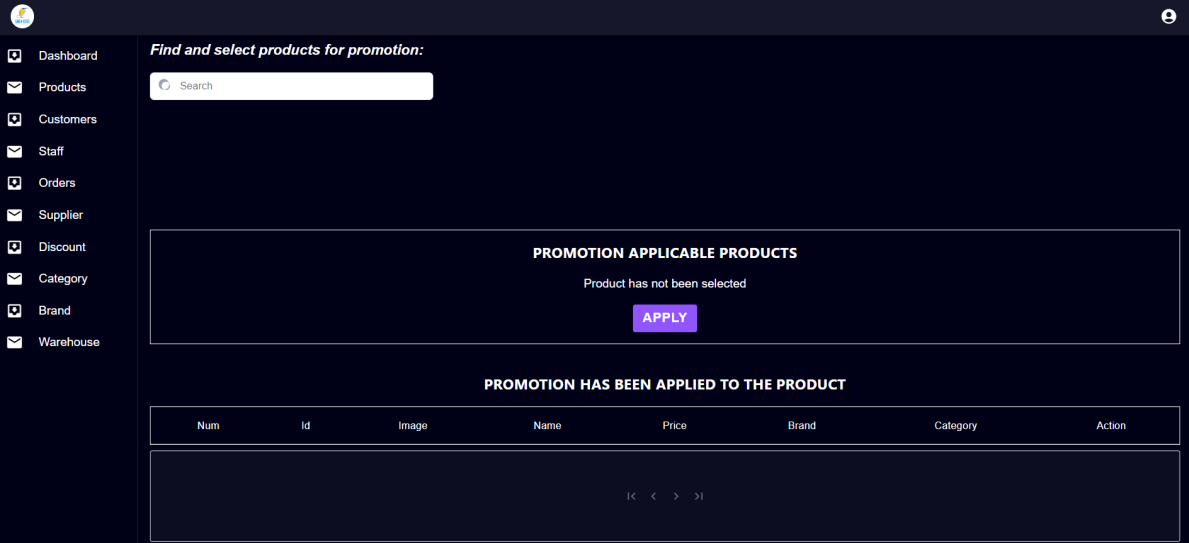 Find and select products for promotion:
Search
Dashboard
Products
Customers
Staff
Orders
Supplier
Discount
Category
Brand
Warehouse
PROMOTION APPLICABLE PRODUCTS
Product has not been selected
APPLY
PROMOTION HAS BEEN APPLIED TO THE PRODUCT
Num Id Image Name Price Brand Category Action